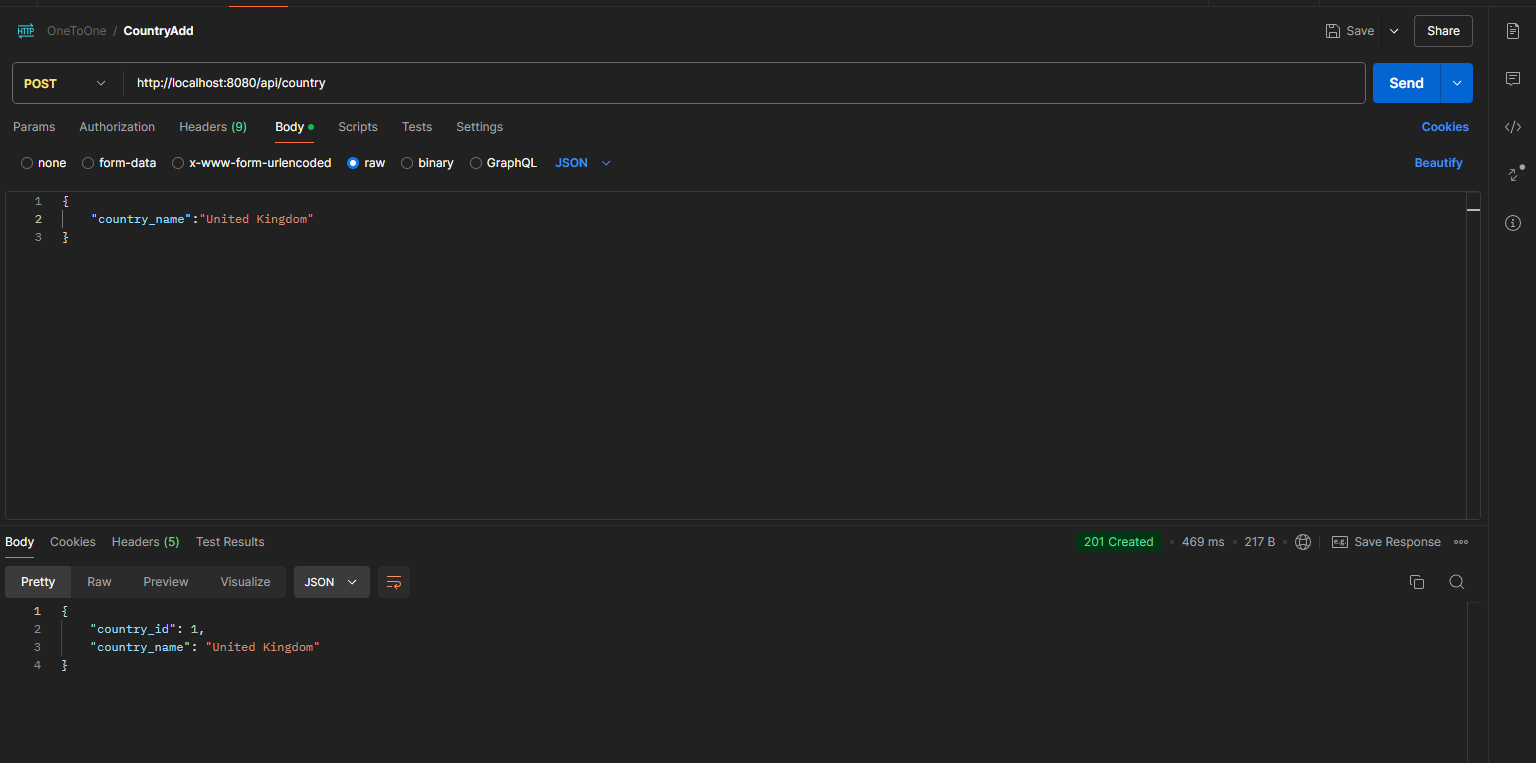 HTTP OneToOne / CountryAdd Save Share
POST http://localhost:8080/api/country Send
Params Authorization Headers (9) Body Scripts Tests Settings Cookies
none form-data x-www-form-urlencoded raw binary GraphQL JSON Beautify
1 {
2 "country_name":"United Kingdom"
3 }
Body Cookies Headers (5) Test Results 201 Created 469 ms 217 B e.g. Save Response
Pretty Raw Preview Visualize JSON
1 {
2 "country_id": 1,
3 "country_name": "United Kingdom"
4 }